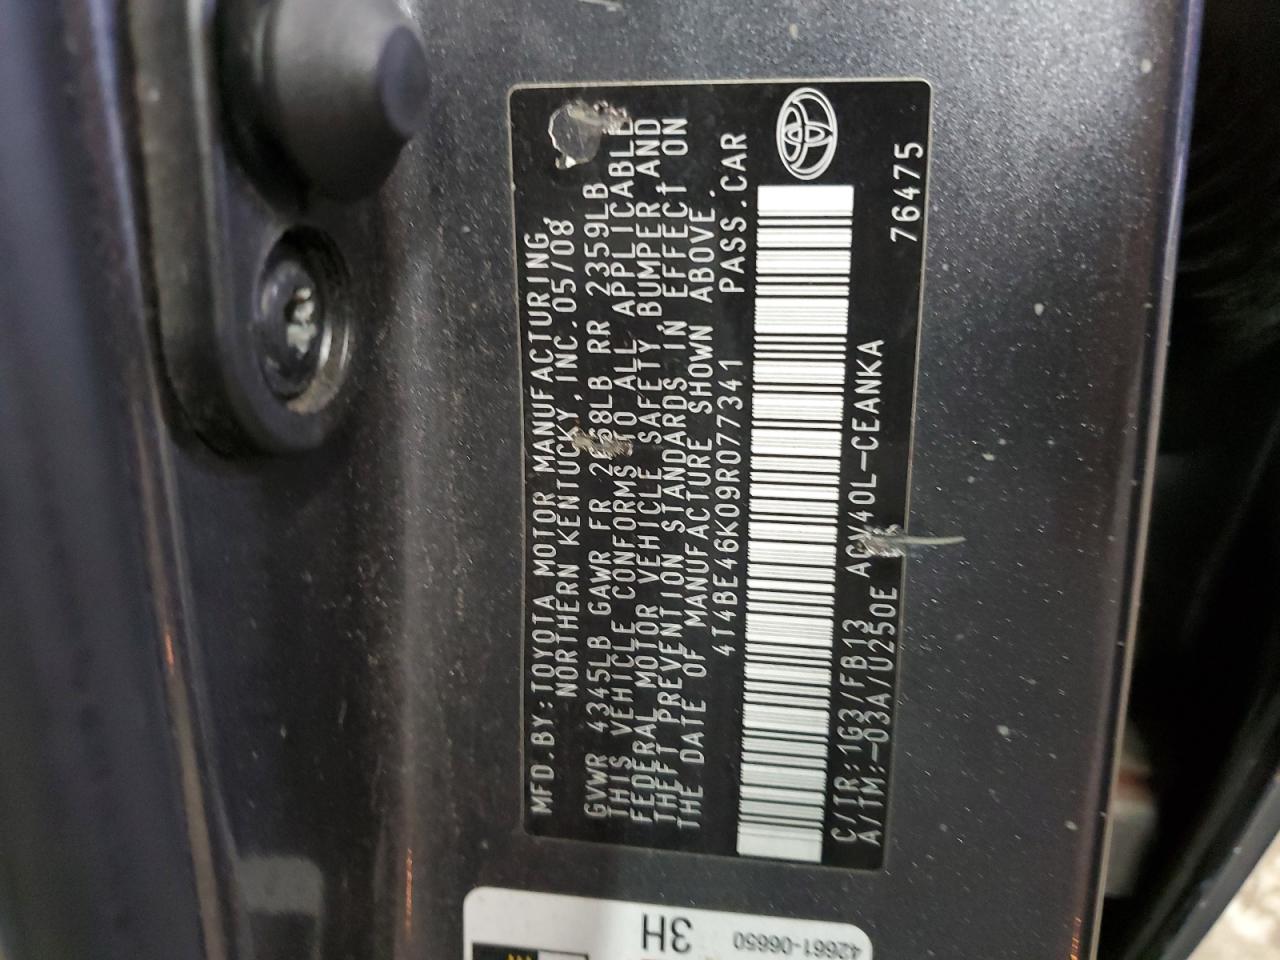 MFD.BY:TOYOTA MOTOR MANUFACTURING,
NORTHERN KENTUCKY,INC.05/08
GVWR 4345LB GAWR FR LB RR 2359LB
THIS VEHICLE CONFORMS TO ALL APPLICABLE
FEDERAL MOTOR VEHICLE SAFETY,BUMPER,AND
THEFT PREVENTION STANDARDS IN EFFECT ON
THE DATE OF MANUFACTURE SHOWN ABOVE.
4T4BE46K09R077341 PASS.CAR
C/TR:1G3/FB13 ACV40L-CEANKA
A/TM:-03A/U250E 76475
3H
42661-06650